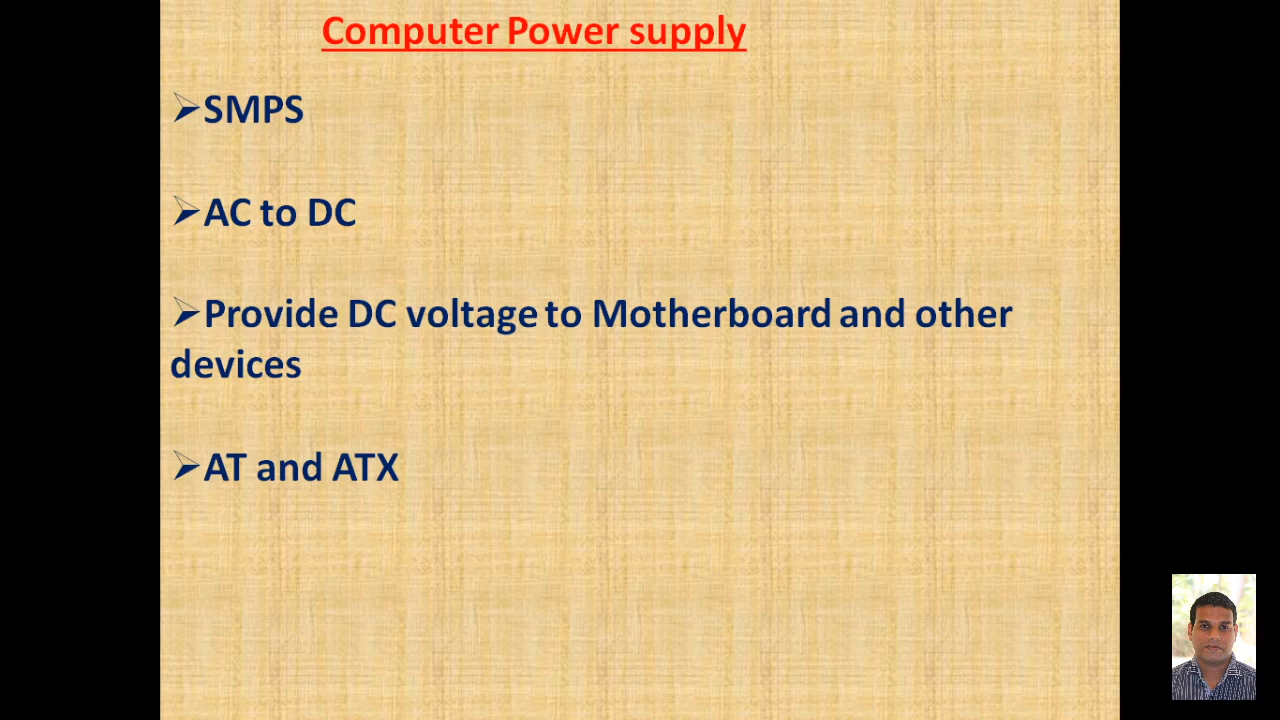 Computer Power supply
➢SMPS
➢AC to DC
➢Provide DC voltage to Motherboard and other
devices
➢AT and ATX